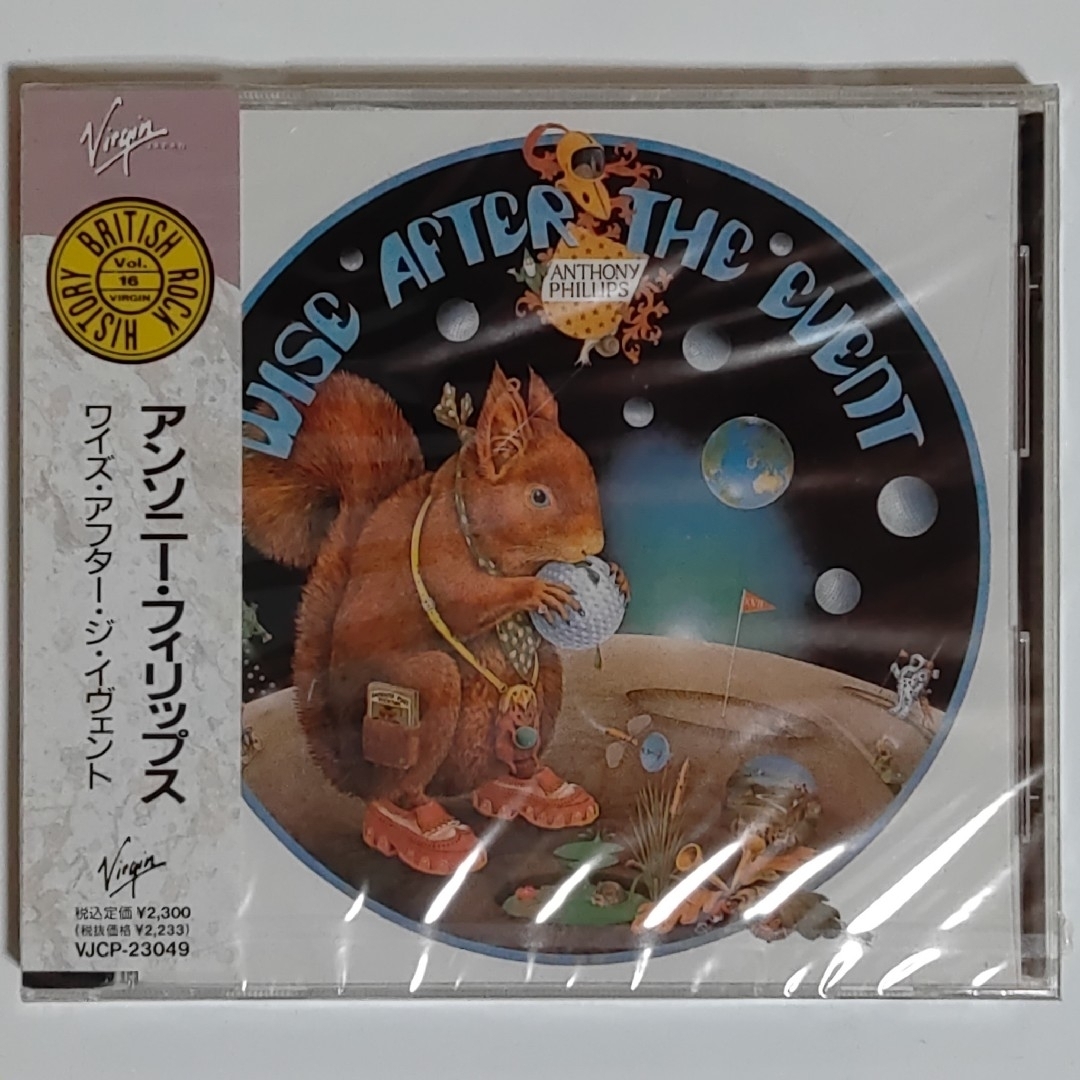 Virgin
JAPAN
BRITISH ROCK HISTORY
Vol.
16
VIRGIN
アンソニー・フィリップス
ワイズ・アフター・ジ・イヴェント
Virgin
税込定価 ¥2,300
(税抜価格 ¥2,233)
VJCP-23049
WISE AFTER THE EVENT
ANTHONY
PHILLIPS